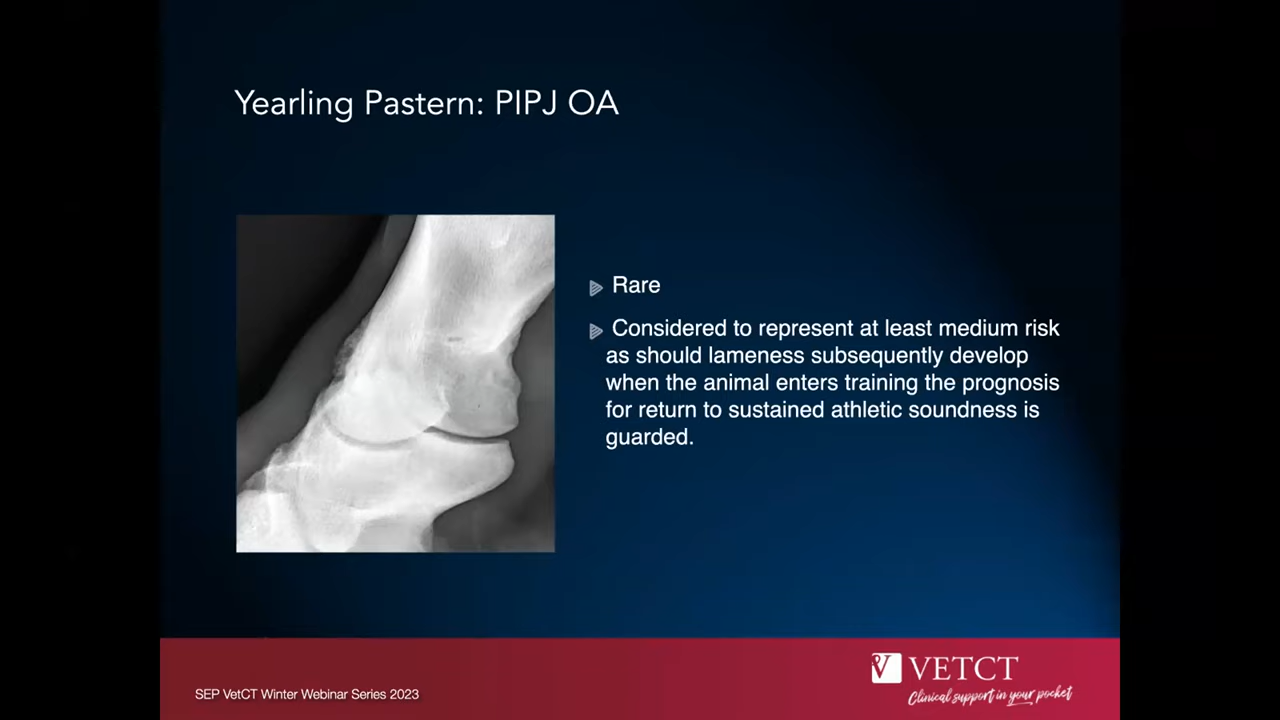 Yearling Pastern: PIPJ OA
Rare
Considered to represent at least medium risk
as should lameness subsequently develop
when the animal enters training the prognosis
for return to sustained athletic soundness is
guarded.
SEP VetCT Winter Webinar Series 2023
V VETCT
Clinical support in your pocket